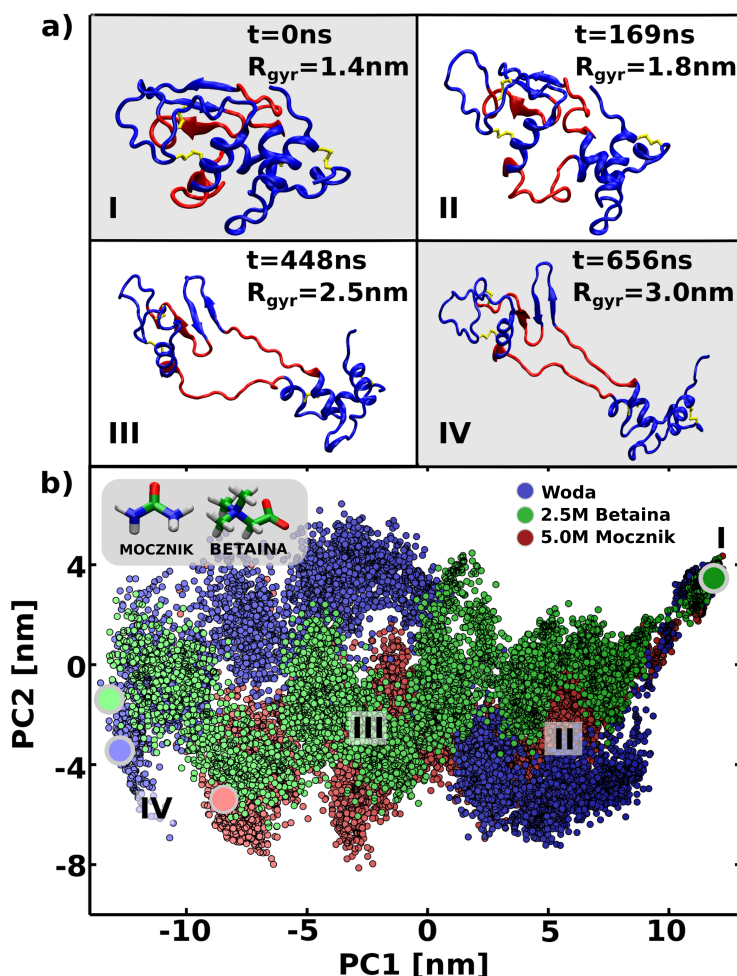 a)
t=0ns
Rgyr=1.4nm
I
t=169ns
Rgyr=1.8nm
II
t=448ns
Rgyr=2.5nm
III
t=656ns
Rgyr=3.0nm
IV
b)
MOCZNIK
BETAINA
Woda
2.5M Betaina
5.0M Mocznik
I
II
III
IV
4
0
-4
-8
PC2 [nm]
-10
-5
0
5
10
PC1 [nm]